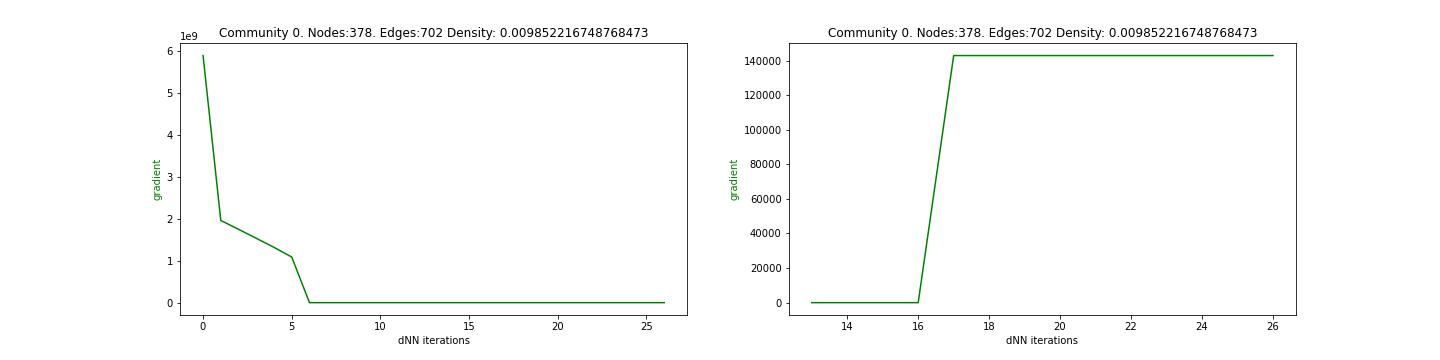 Community 0. Nodes:378. Edges:702 Density: 0.009852216748768473
1e9
6
5
4
3
2
1
0
gradient
0 5 10 15 20 25
dNN iterations
Community 0. Nodes:378. Edges:702 Density: 0.009852216748768473
140000
120000
100000
80000
60000
40000
20000
0
gradient
14 16 18 20 22 24 26
dNN iterations